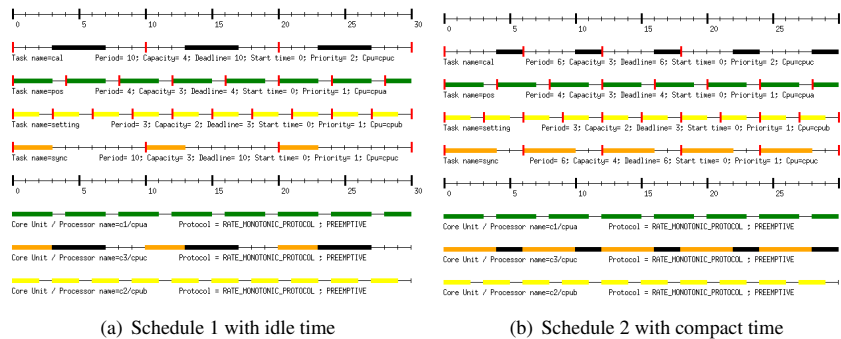 0 5 10 15 20 25 30
Task name=cal Period= 10; Capacity= 4; Deadline= 10; Start time= 0; Priority= 2; Cpu=cpuc
Task name=pos Period= 4; Capacity= 3; Deadline= 4; Start time= 0; Priority= 1; Cpu=cpua
Task name=setting Period= 3; Capacity= 2; Deadline= 3; Start time= 0; Priority= 1; Cpu=cpub
Task name=sync Period= 10; Capacity= 3; Deadline= 10; Start time= 0; Priority= 1; Cpu=cpuc
0 5 10 15 20 25 30
Core Unit / Processor name=c1/cpua Protocol = RATE_MONOTONIC_PROTOCOL ; PREEMPTIVE
Core Unit / Processor name=c3/cpuc Protocol = RATE_MONOTONIC_PROTOCOL ; PREEMPTIVE
Core Unit / Processor name=c2/cpub Protocol = RATE_MONOTONIC_PROTOCOL ; PREEMPTIVE
(a) Schedule 1 with idle time
0 5 10 15 20 25
Task name=cal Period= 6; Capacity= 3; Deadline= 6; Start time= 0; Priority= 2; Cpu=cpuc
Task name=pos Period= 4; Capacity= 3; Deadline= 4; Start time= 0; Priority= 1; Cpu=cpua
Task name=setting Period= 3; Capacity= 2; Deadline= 3; Start time= 0; Priority= 1; Cpu=cpub
Task name=sync Period= 6; Capacity= 4; Deadline= 6; Start time= 0; Priority= 1; Cpu=cpuc
0 5 10 15 20 25
Core Unit / Processor name=c1/cpua Protocol = RATE_MONOTONIC_PROTOCOL ; PREEMPTIVE
Core Unit / Processor name=c3/cpuc Protocol = RATE_MONOTONIC_PROTOCOL ; PREEMPTIVE
Core Unit / Processor name=c2/cpub Protocol = RATE_MONOTONIC_PROTOCOL ; PREEMPTIVE
(b) Schedule 2 with compact time